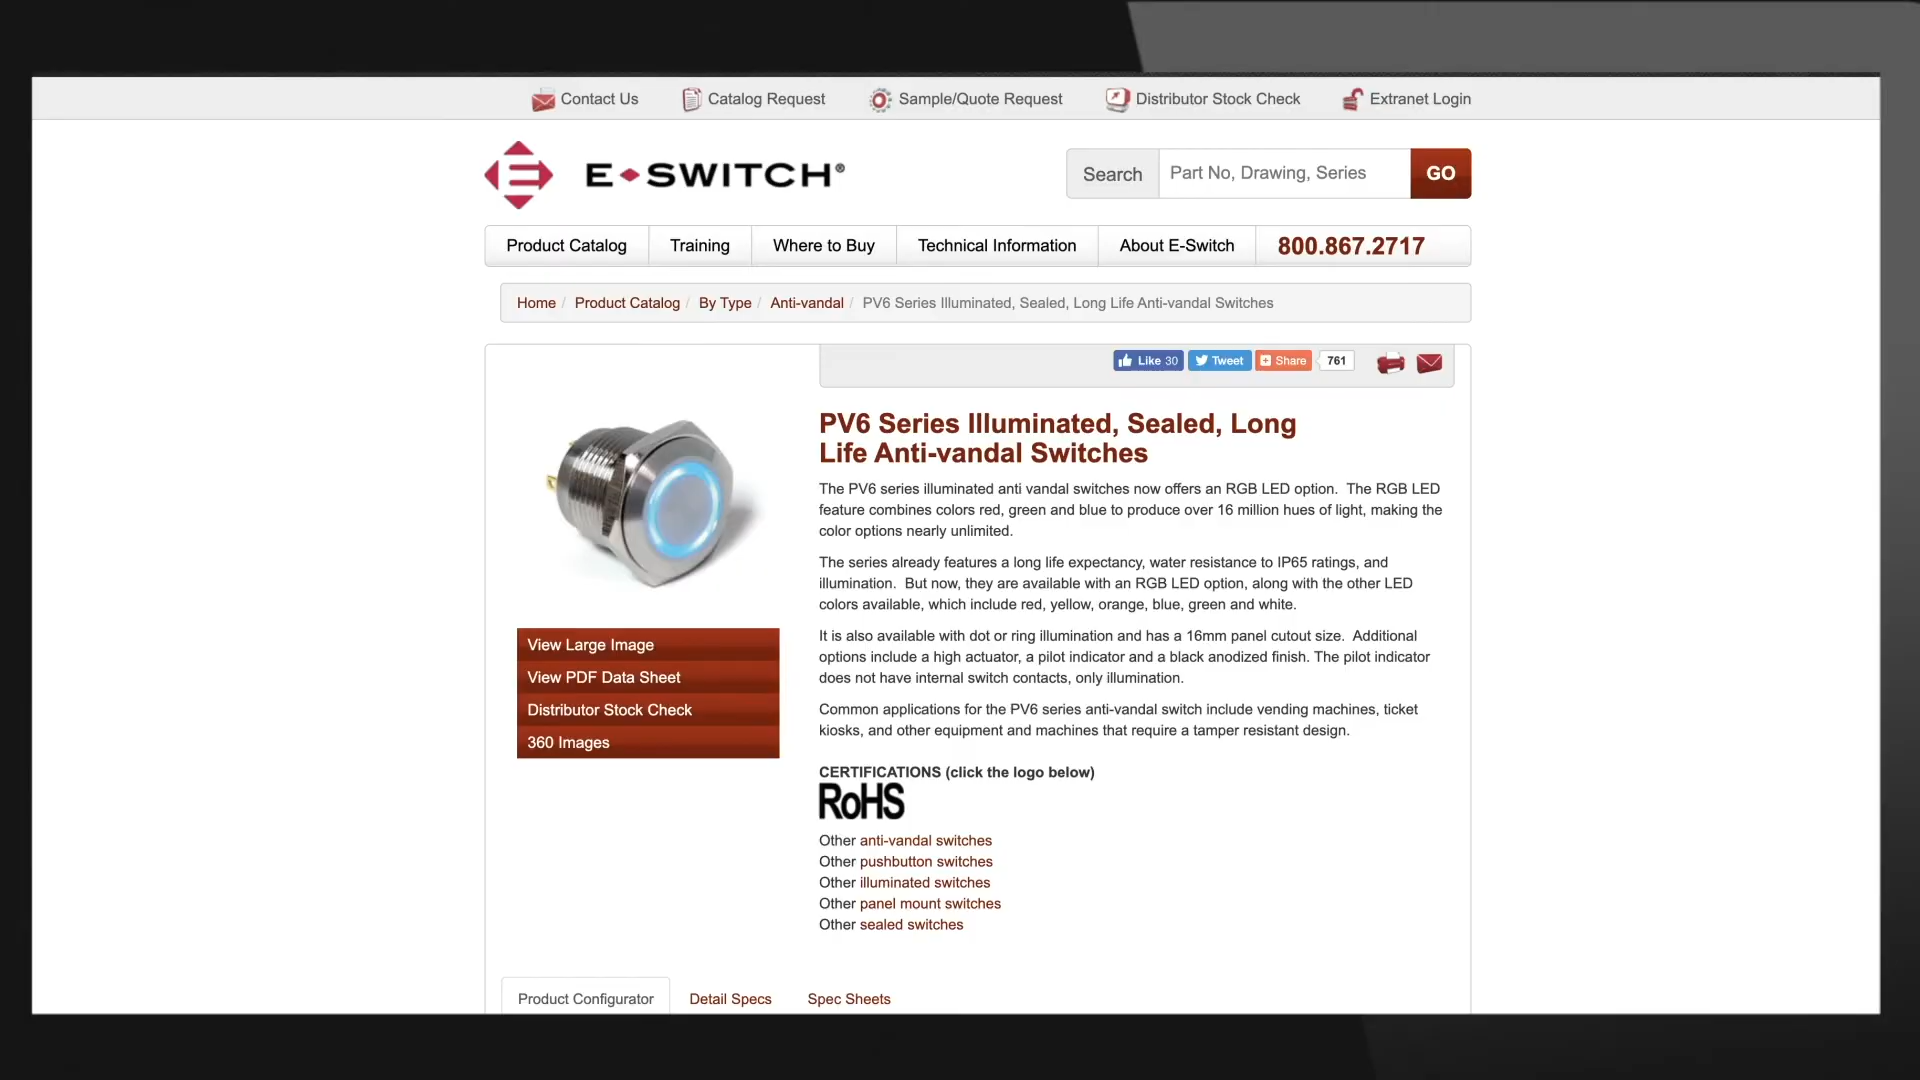 Contact Us Catalog Request Sample/Quote Request Distributor Stock Check Extranet Login
E SWITCH®
Search Part No, Drawing, Series GO
Product Catalog Training Where to Buy Technical Information About E-Switch 800.867.2717
Home / Product Catalog / By Type / Anti-vandal / PV6 Series Illuminated, Sealed, Long Life Anti-vandal Switches
Like 30 Tweet Share 761
PV6 Series Illuminated, Sealed, Long
Life Anti-vandal Switches
The PV6 series illuminated anti vandal switches now offers an RGB LED option. The RGB LED
feature combines colors red, green and blue to produce over 16 million hues of light, making the
color options nearly unlimited.
The series already features a long life expectancy, water resistance to IP65 ratings, and
illumination. But now, they are available with an RGB LED option, along with the other LED
colors available, which include red, yellow, orange, blue, green and white.
It is also available with dot or ring illumination and has a 16mm panel cutout size. Additional
options include a high actuator, a pilot indicator and a black anodized finish. The pilot indicator
does not have internal switch contacts, only illumination.
Common applications for the PV6 series anti-vandal switch include vending machines, ticket
kiosks, and other equipment and machines that require a tamper resistant design.
View Large Image
View PDF Data Sheet
Distributor Stock Check
360 Images
CERTIFICATIONS (click the logo below)
RoHS
Other anti-vandal switches
Other pushbutton switches
Other illuminated switches
Other panel mount switches
Other sealed switches
Product Configurator Detail Specs Spec Sheets